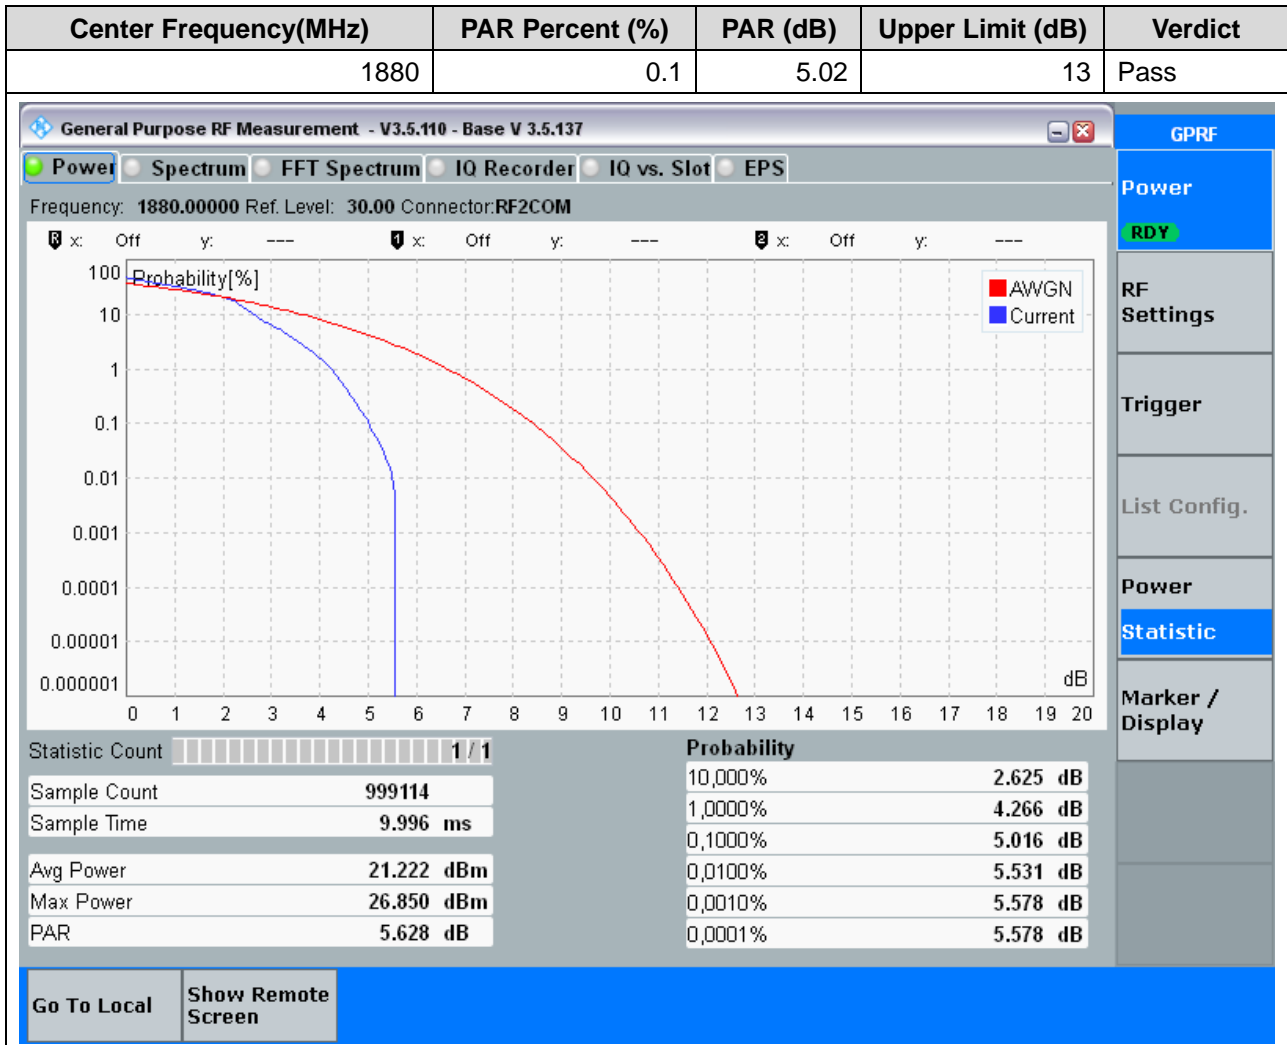 Center Frequency(MHz) PAR Percent (%) PAR (dB) Upper Limit (dB) Verdict
1880 0.1 5.02 13 Pass
General Purpose RF Measurement - V3.5.110 - Base V 3.5.137
GPRF
Power Spectrum FFT Spectrum IQ Recorder IQ vs. Slot EPS
Power
RDY
Frequency: 1880.00000 Ref. Level: 30.00 Connector:RF2COM
R x: Off y: --- 1 x: Off y: --- 2 x: Off y: ---
Probability[%]
AWGN
Current
100
10
1
0.1
0.01
0.001
0.0001
0.00001
0.000001
dB
0 1 2 3 4 5 6 7 8 9 10 11 12 13 14 15 16 17 18 19 20
RF
Settings
Trigger
List Config.
Power
Statistic
Marker /
Display
Statistic Count 1 / 1
Sample Count 999114
Sample Time 9.996 ms
Avg Power 21.222 dBm
Max Power 26.850 dBm
PAR 5.628 dB
Probability
10,000% 2.625 dB
1,0000% 4.266 dB
0,1000% 5.016 dB
0,0100% 5.531 dB
0,0010% 5.578 dB
0,0001% 5.578 dB
Go To Local
Show Remote
Screen